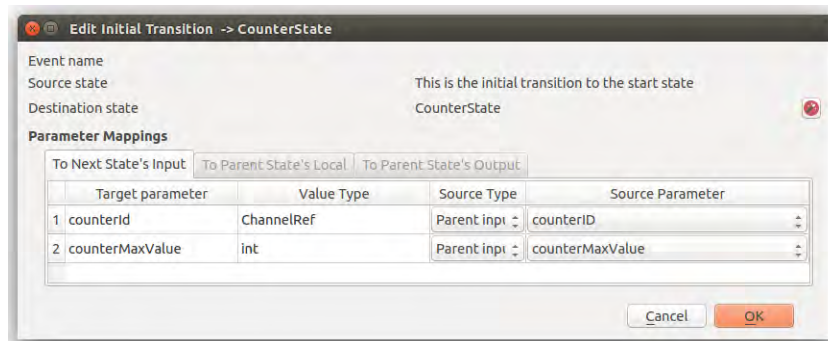 Edit Initial Transition -> CounterState
Event name
Source state This is the initial transition to the start state
Destination state CounterState
Parameter Mappings
To Next State's Input To Parent State's Local To Parent State's Output
Target parameter Value Type Source Type Source Parameter
1 counterId ChannelRef Parent inpu counterID
2 counterMaxValue int Parent inpu counterMaxValue
Cancel OK